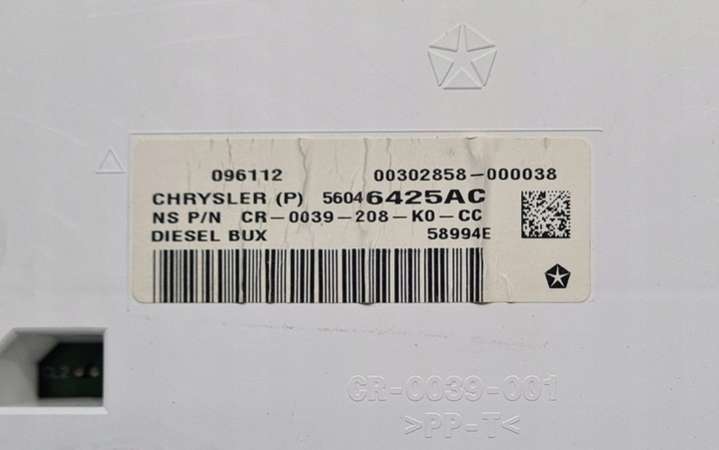 096112 00302858-000038
CHRYSLER (P) 56046425AC
NS P/N CR-0039-208-K0-CC
DIESEL BUX 58994E
CR-0039-001
>PP-T<